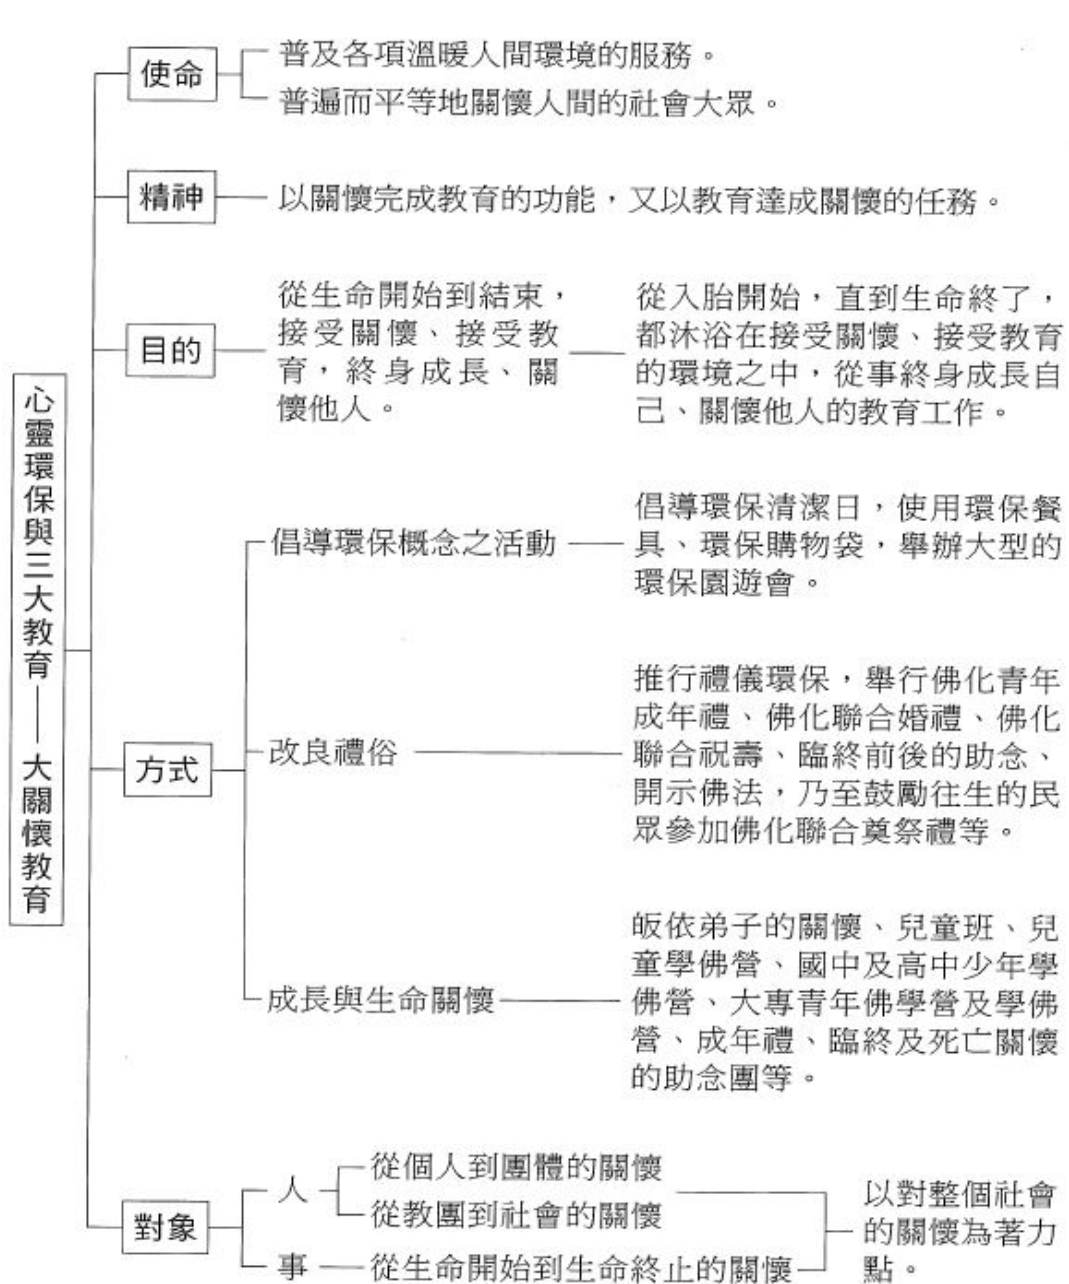 心靈環保與三大教育——大關懷教育
使命
普及各項溫暖人間環境的服務。
普遍而平等地關懷人間的社會大眾。
精神
以關懷完成教育的功能，又以教育達成關懷的任務。
目的
從生命開始到結束，
接受關懷、接受教
育，終身成長、關
懷他人。
從入胎開始，直到生命終了，
都沐浴在接受關懷、接受教育
的環境之中，從事終身成長自
己、關懷他人的教育工作。
方式
倡導環保概念之活動
倡導環保清潔日，使用環保餐
具、環保購物袋，舉辦大型的
環保園遊會。
改良禮俗
推行禮儀環保，舉行佛化青年
成年禮、佛化聯合婚禮、佛化
聯合祝壽、臨終前後的助念、
開示佛法，乃至鼓勵往生的民
眾參加佛化聯合奠祭禮等。
成長與生命關懷
皈依弟子的關懷、兒童班、兒
童學佛營、國中及高中少年學
佛營、大專青年佛學營及學佛
營、成年禮、臨終及死亡關懷
的助念團等。
對象
人
從個人到團體的關懷
從教團到社會的關懷
事
從生命開始到生命終止的關懷
以對整個社會
的關懷為著力
點。